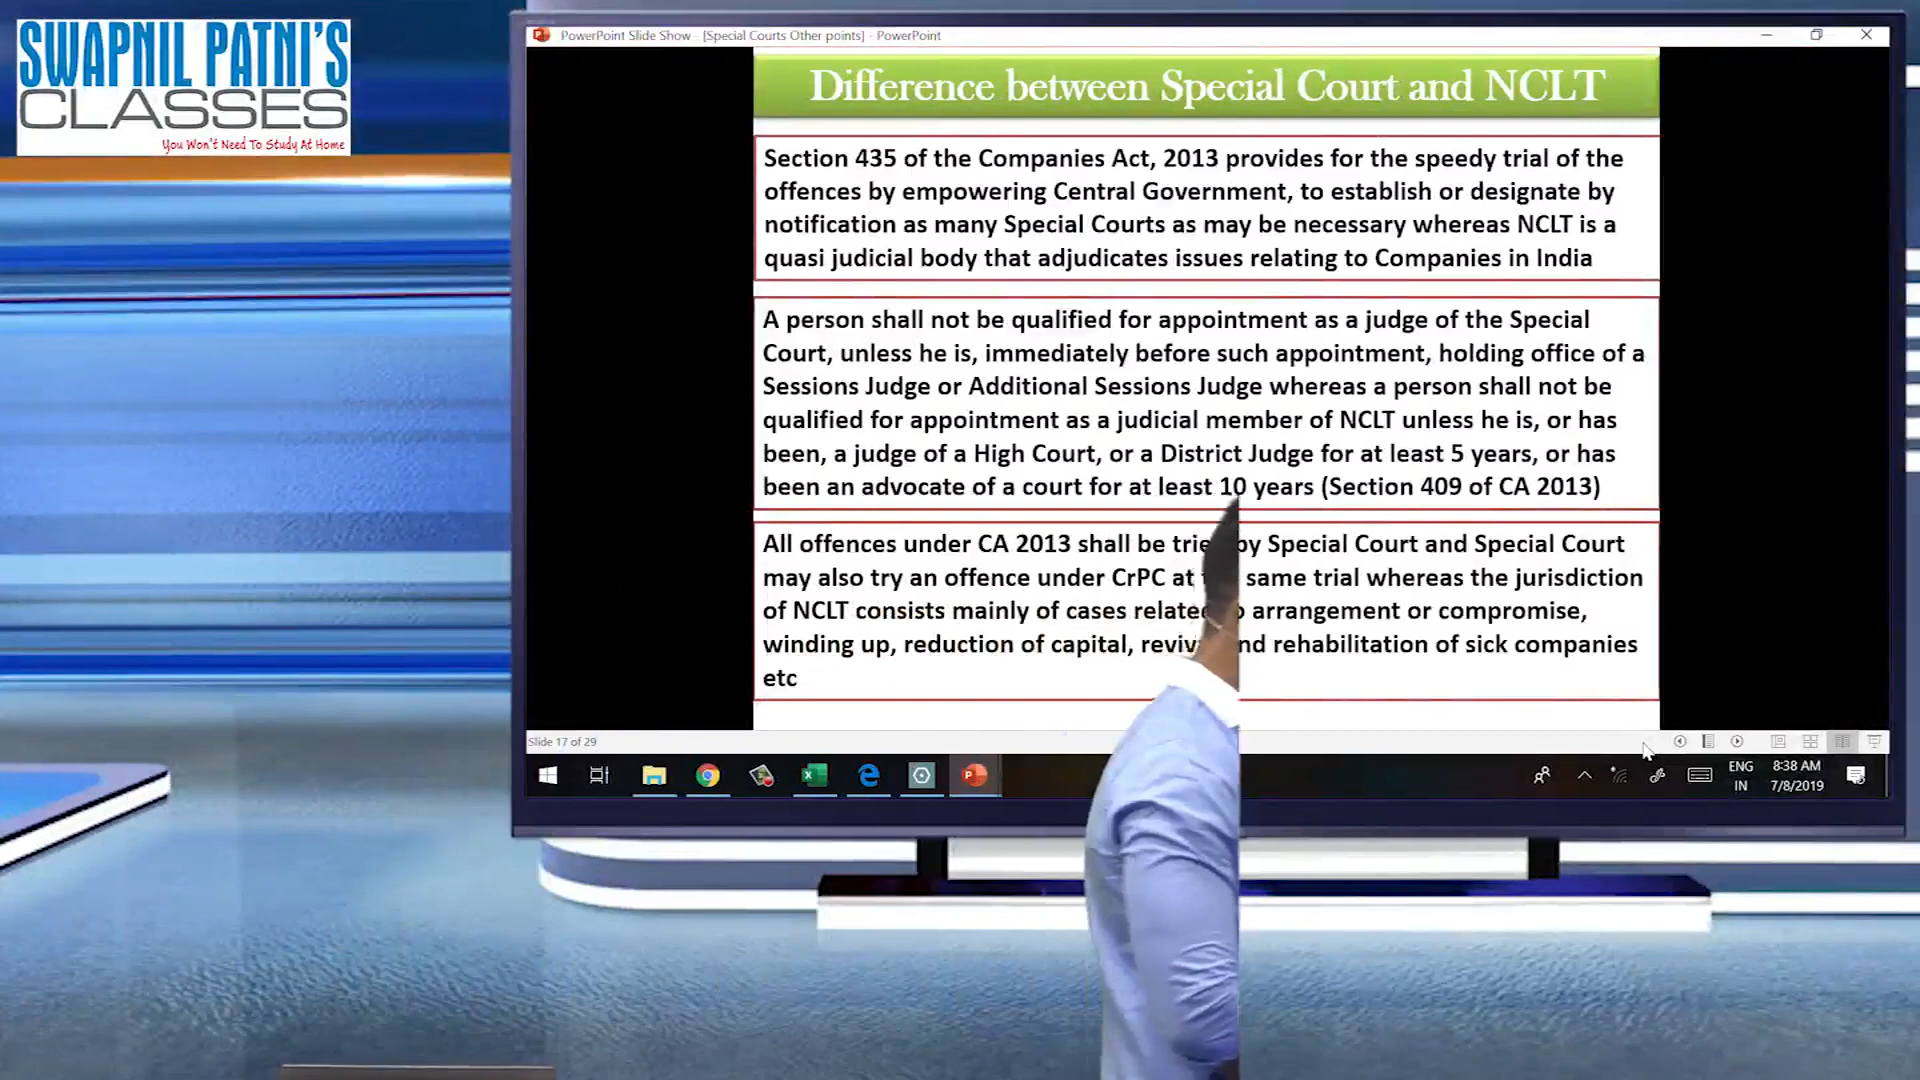 SWAPNIL PATNI'S
CLASSES
You Won't Need To Study At Home
PowerPoint Slide Show - [Special Courts Other points] - PowerPoint
Difference between Special Court and NCLT
Section 435 of the Companies Act, 2013 provides for the speedy trial of the
offences by empowering Central Government, to establish or designate by
notification as many Special Courts as may be necessary whereas NCLT is a
quasi judicial body that adjudicates issues relating to Companies in India
A person shall not be qualified for appointment as a judge of the Special
Court, unless he is, immediately before such appointment, holding office of a
Sessions Judge or Additional Sessions Judge whereas a person shall not be
qualified for appointment as a judicial member of NCLT unless he is, or has
been, a judge of a High Court, or a District Judge for at least 5 years, or has
been an advocate of a court for at least 10 years (Section 409 of CA 2013)
All offences under CA 2013 shall be by Special Court and Special Court
may also try an offence under CrPC at same trial whereas the jurisdiction
of NCLT consists mainly of cases arrangement or compromise,
winding up, reduction of capital, rehabilitation of sick companies
etc
Slide 17 of 29
ENG
IN
8:38 AM
7/8/2019